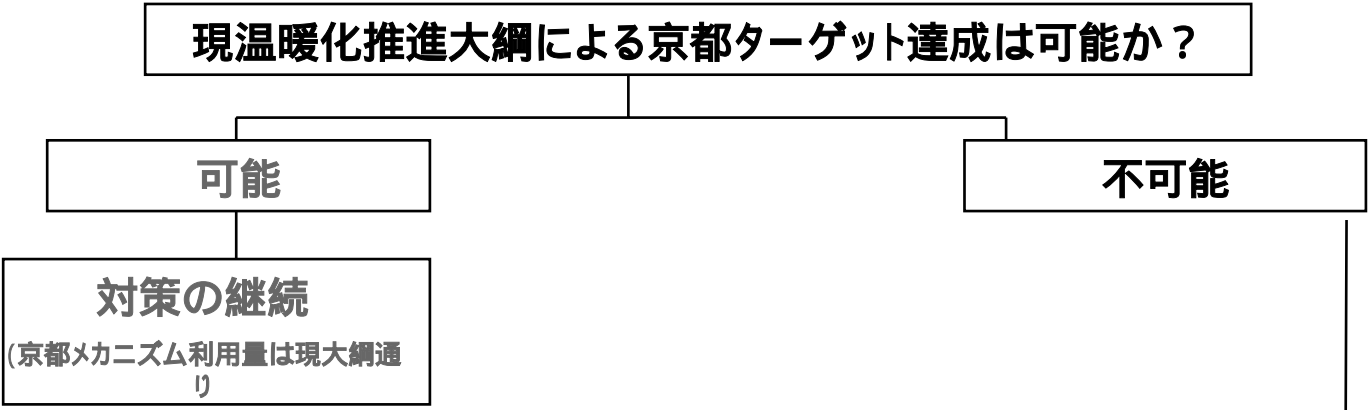 現温暖化推進大綱による京都ターゲット達成は可能か？
可能
不可能
対策の継続
(京都メカニズム利用量は現大綱通
り